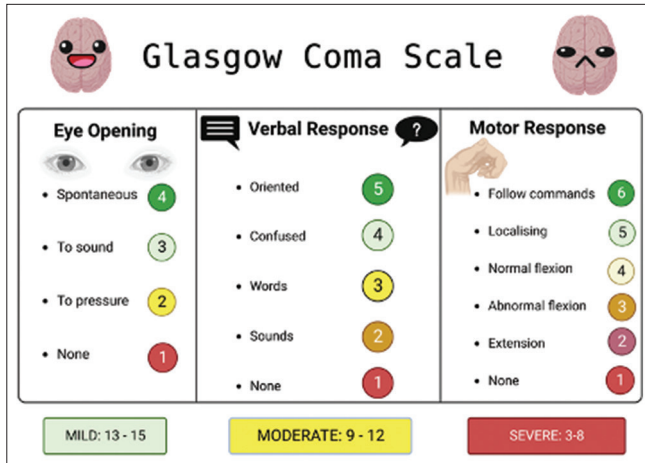 Glasgow Coma Scale
Eye Opening
• Spontaneous 4
• To sound 3
• To pressure 2
• None 1
Verbal Response ?
• Oriented 5
• Confused 4
• Words 3
• Sounds 2
• None 1
Motor Response
• Follow commands 6
• Localising 5
• Normal flexion 4
• Abnormal flexion 3
• Extension 2
• None 1
MILD: 13 - 15
MODERATE: 9 - 12
SEVERE: 3-8